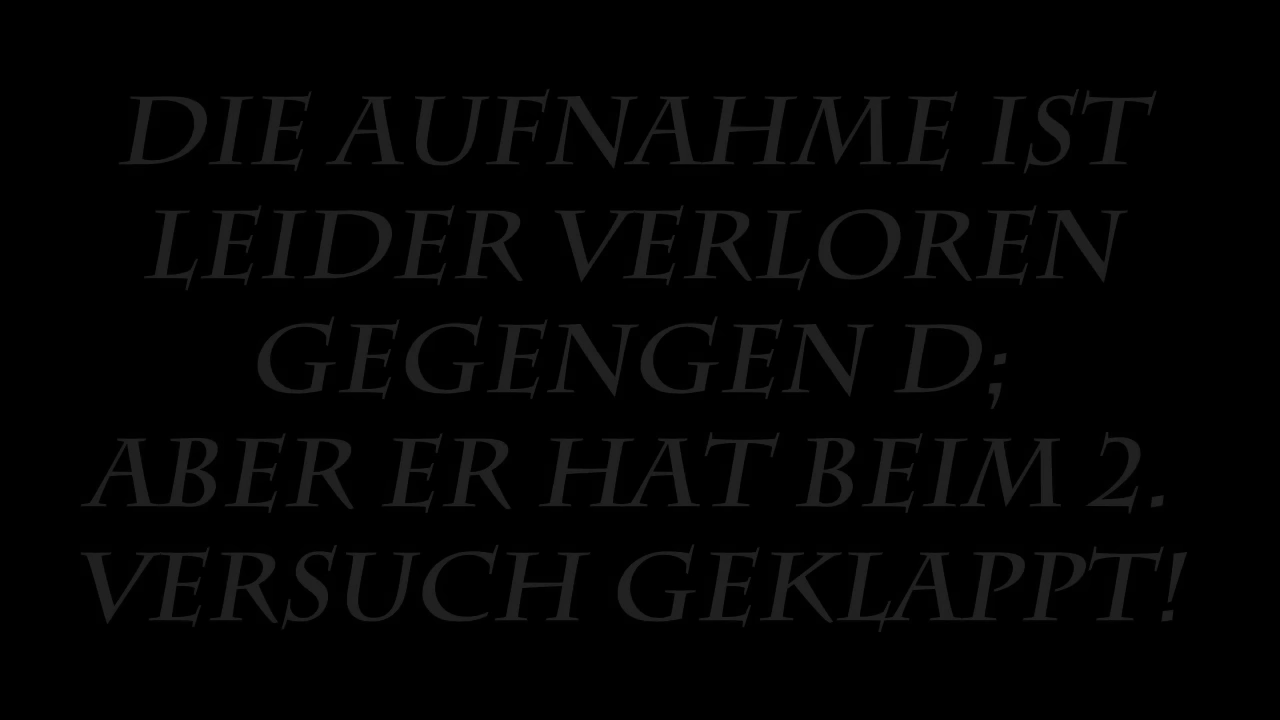 DIE AUFNAHME IST
LEIDER VERLOREN
GEGENGEN D;
ABER ER HAT BEIM 2.
VERSUCH GEKLAPPT!